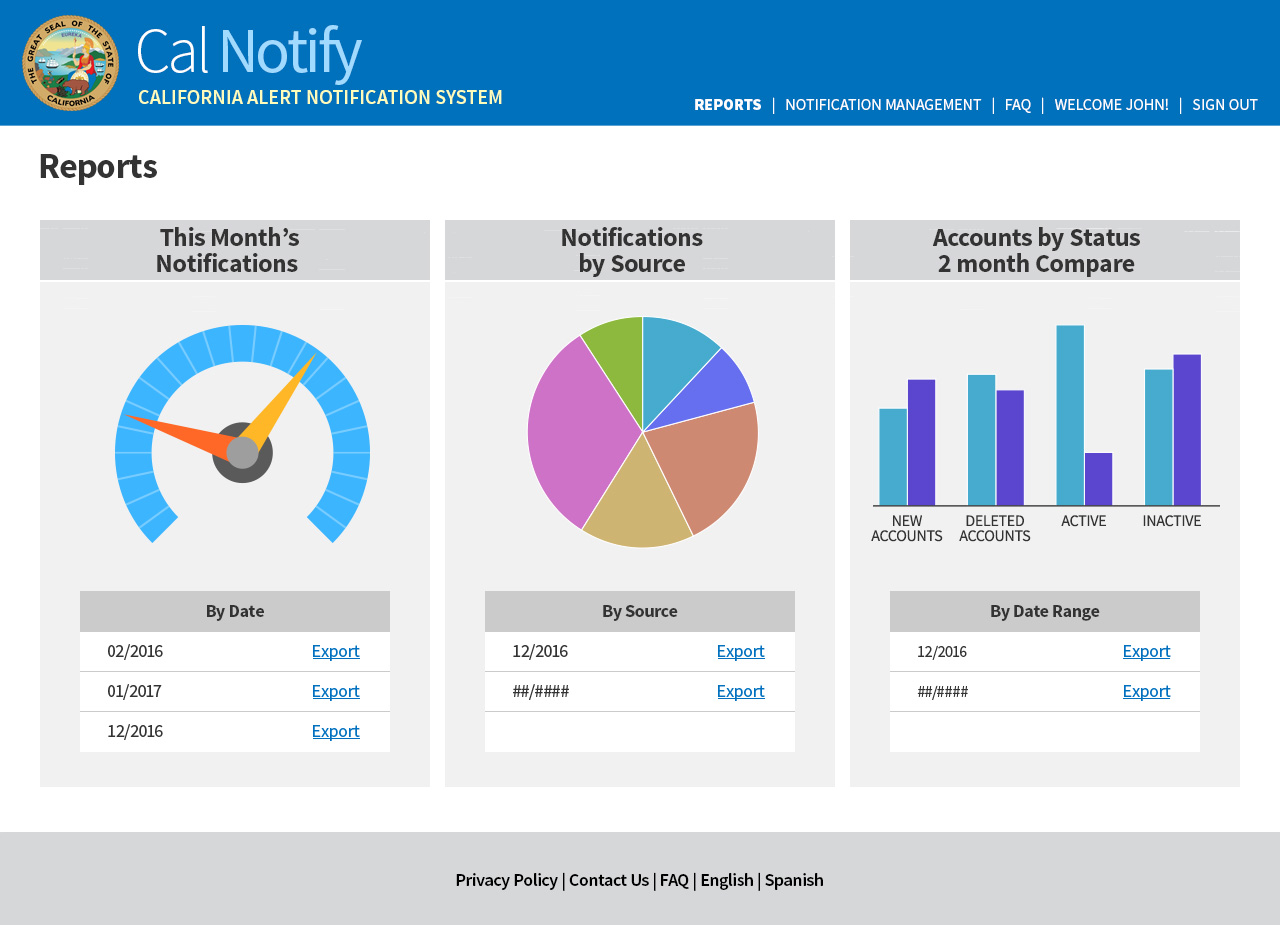 THE GREAT SEAL OF THE STATE OF CALIFORNIA
EUREKA
Cal Notify
CALIFORNIA ALERT NOTIFICATION SYSTEM
REPORTS | NOTIFICATION MANAGEMENT | FAQ | WELCOME JOHN! | SIGN OUT
Reports
This Month’s
Notifications
By Date
02/2016 Export
01/2017 Export
12/2016 Export
Notifications
by Source
By Source
12/2016 Export
##/#### Export
Accounts by Status
2 month Compare
NEW
ACCOUNTS
DELETED
ACCOUNTS
ACTIVE
INACTIVE
By Date Range
12/2016 Export
##/#### Export
Privacy Policy | Contact Us | FAQ | English | Spanish